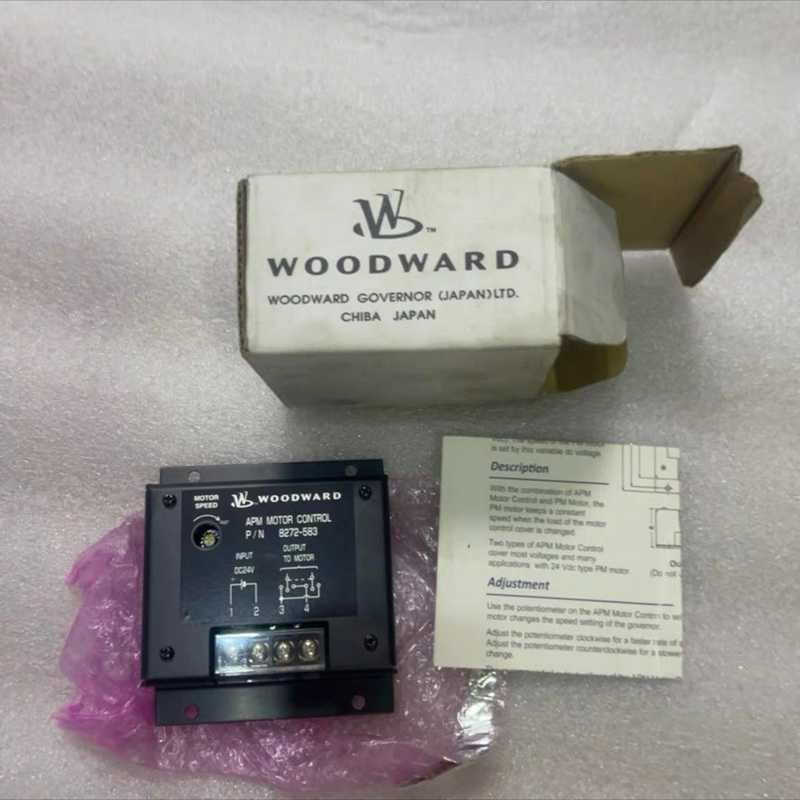 WOODWARD
WOODWARD GOVERNOR (JAPAN) LTD.
CHIBA JAPAN
MOTOR
SPEED
WOODWARD
APM MOTOR CONTROL
P/N 8272-583
INPUT
DC24V
OUTPUT
TO MOTOR
1 2 3 4
is set by this variable dc voltage.
Description
With the combination of APM
Motor Control and PM Motor, the
PM motor keeps a constant
speed when the load of the motor
control cover is changed.
Two types of APM Motor Control
cover most voltages and many
applications with 24 Vdc type PM motor
(Do not
Adjustment
Use the potentiometer on the APM Motor Control to
motor changes the speed setting of the governor.
Adjust the potentiometer clockwise for a faster rate of
Adjust the potentiometer counterclockwise for a slower
change.